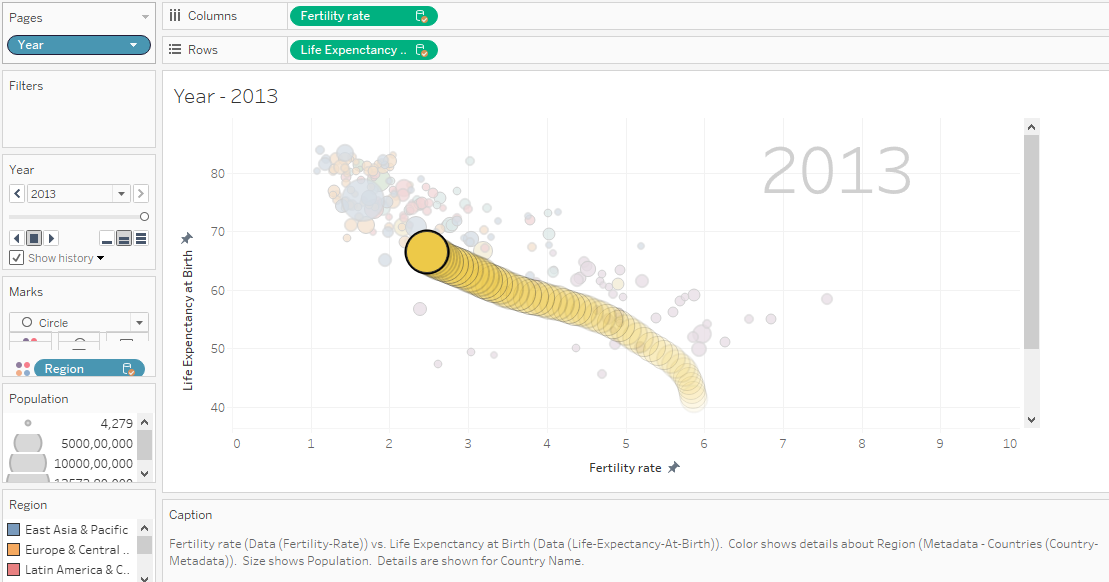 Pages
Year
Filters
Year
2013
Show history
Marks
Circle
Region
Population
4,279
5000,00,000
10000,00,000
Region
East Asia & Pacific
Europe & Central ..
Latin America & C..
Columns
Fertility rate
Rows
Life Expenctancy ..
Year - 2013
2013
Life Expenctancy at Birth
80
70
60
50
40
0 1 2 3 4 5 6 7 8 9 10
Fertility rate
Caption
Fertility rate (Data (Fertility-Rate)) vs. Life Expenctancy at Birth (Data (Life-Expectancy-At-Birth)). Color shows details about Region (Metadata - Countries (Country-
Metadata)). Size shows Population. Details are shown for Country Name.